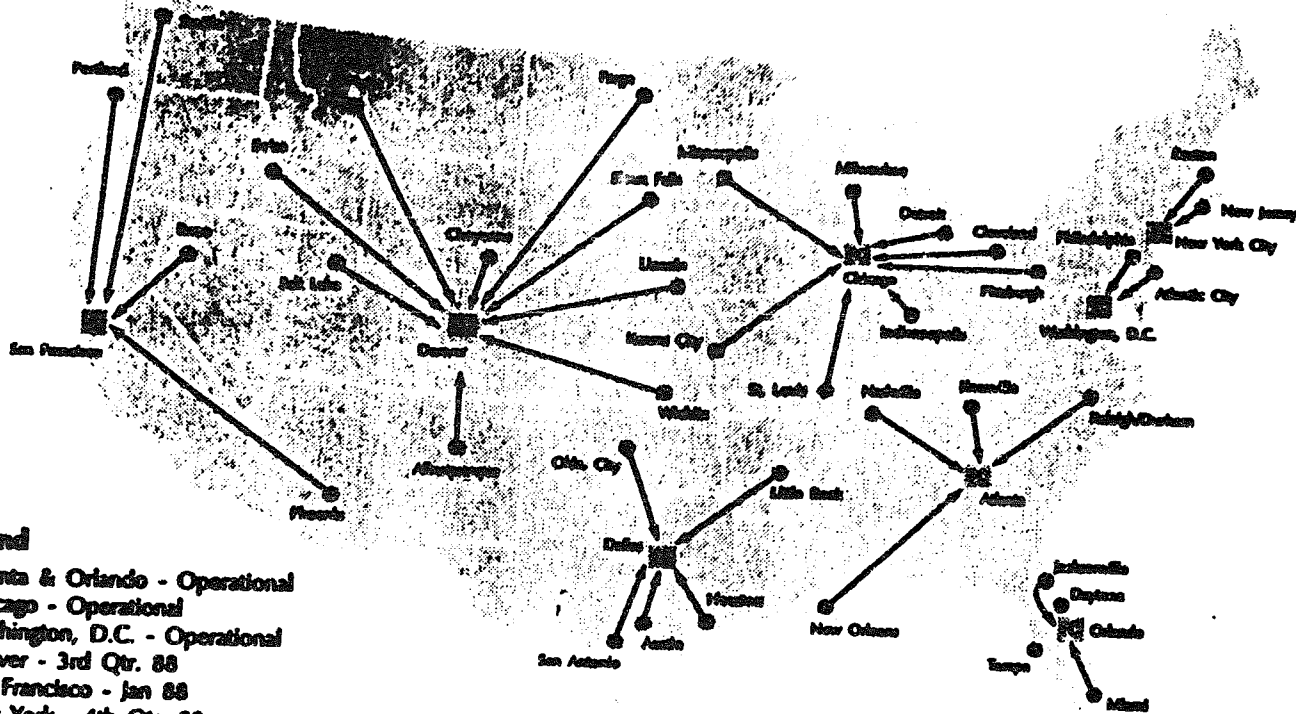 Seattle
Portland
Fargo
Boise
Minneapolis
Milwaukee
Boston
Sioux Falls
Detroit
New Jersey
Cheyenne
Cleveland
Philadelphia
New York City
Salt Lake
Lincoln
Chicago
Pittsburgh
Atlantic City
San Francisco
Denver
Kansas City
Indianapolis
Washington, D.C.
St. Louis
Nashville
Knoxville
Wichita
Raleigh/Durham
Albuquerque
Okla. City
Little Rock
Atlanta
Phoenix
Dallas
Jacksonville
Daytona
Houston
New Orleans
Orlando
Austin
San Antonio
Tampa
Miami
nd
nta & Orlando - Operational
cago - Operational
hington, D.C. - Operational
ver - 3rd Qtr. 88
Francisco - Jan 88